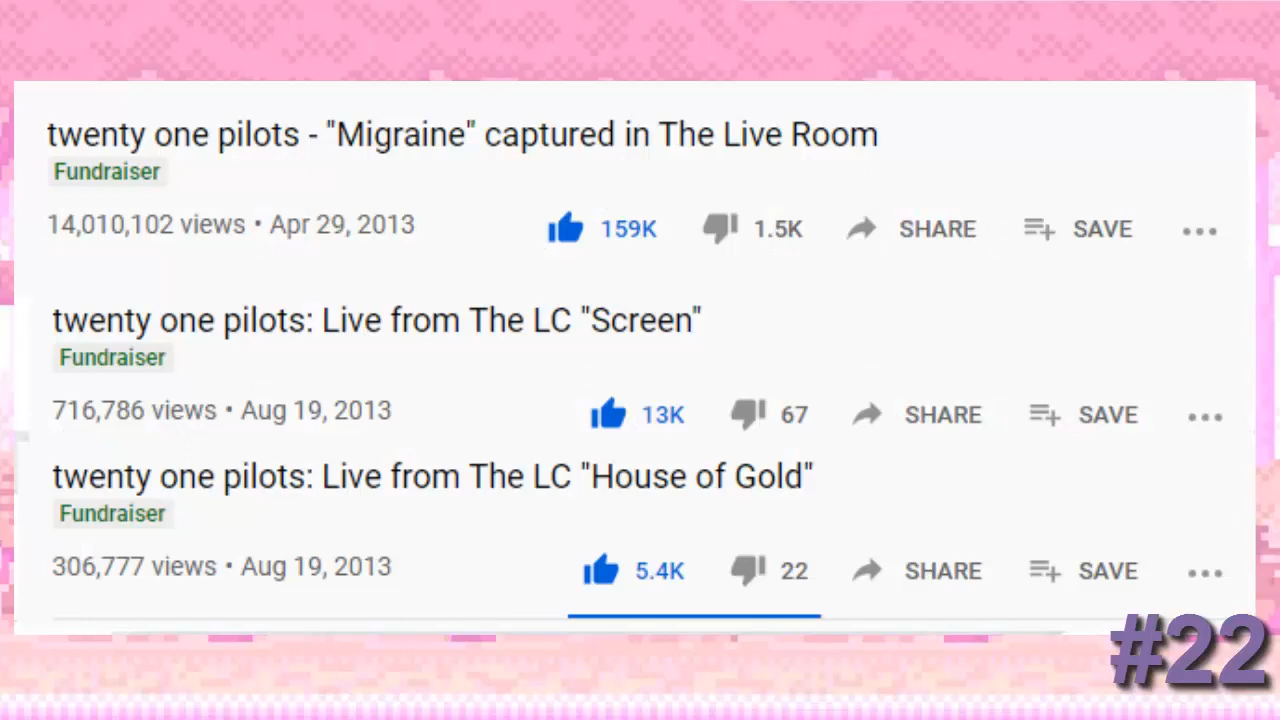 twenty one pilots - "Migraine" captured in The Live Room
Fundraiser
14,010,102 views • Apr 29, 2013 159K 1.5K SHARE SAVE
twenty one pilots: Live from The LC "Screen"
Fundraiser
716,786 views • Aug 19, 2013 13K 67 SHARE SAVE
twenty one pilots: Live from The LC "House of Gold"
Fundraiser
306,777 views • Aug 19, 2013 5.4K 22 SHARE SAVE
#22